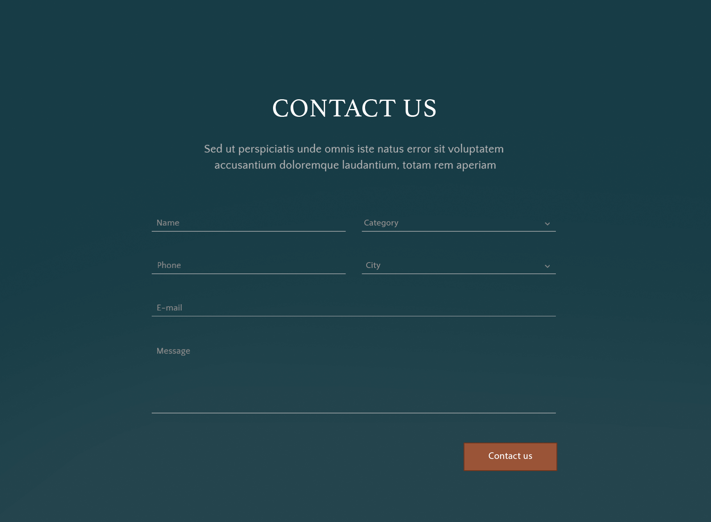 CONTACT US
Sed ut perspiciatis unde omnis iste natus error sit voluptatem
accusantium doloremque laudantium, totam rem aperiam
Name
Category
Phone
City
E-mail
Message
Contact us